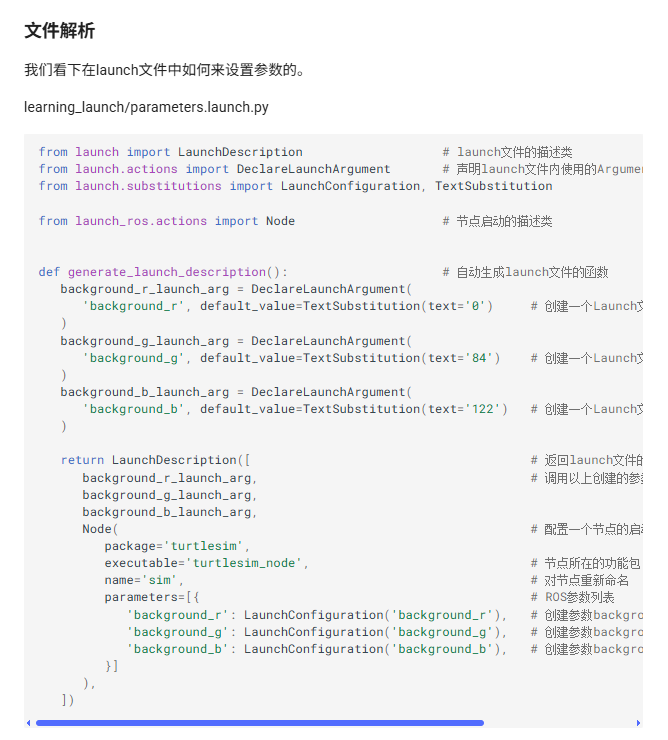 文件解析
我们看下在launch文件中如何来设置参数的。
learning_launch/parameters.launch.py
from launch import LaunchDescription                   # launch文件的描述类
from launch.actions import DeclareLaunchArgument       # 声明launch文件内使用的Argumen
from launch.substitutions import LaunchConfiguration, TextSubstitution
from launch_ros.actions import Node                    # 节点启动的描述类
def generate_launch_description():                     # 自动生成launch文件的函数
   background_r_launch_arg = DeclareLaunchArgument(
      'background_r', default_value=TextSubstitution(text='0')     # 创建一个Launch文
   )
   background_g_launch_arg = DeclareLaunchArgument(
      'background_g', default_value=TextSubstitution(text='84')    # 创建一个Launch文
   )
   background_b_launch_arg = DeclareLaunchArgument(
      'background_b', default_value=TextSubstitution(text='122')   # 创建一个Launch文
   )
   return LaunchDescription([                                      # 返回launch文件的
      background_r_launch_arg,                                     # 调用以上创建的参数
      background_g_launch_arg,
      background_b_launch_arg,
      Node(                                                        # 配置一个节点的启动
         package='turtlesim',
         executable='turtlesim_node',                              # 节点所在的功能包
         name='sim',                                               # 对节点重新命名
         parameters=[{                                             # ROS参数列表
            'background_r': LaunchConfiguration('background_r'),   # 创建参数backgro
            'background_g': LaunchConfiguration('background_g'),   # 创建参数backgro
            'background_b': LaunchConfiguration('background_b'),   # 创建参数backgro
         }]
      ),
   ])